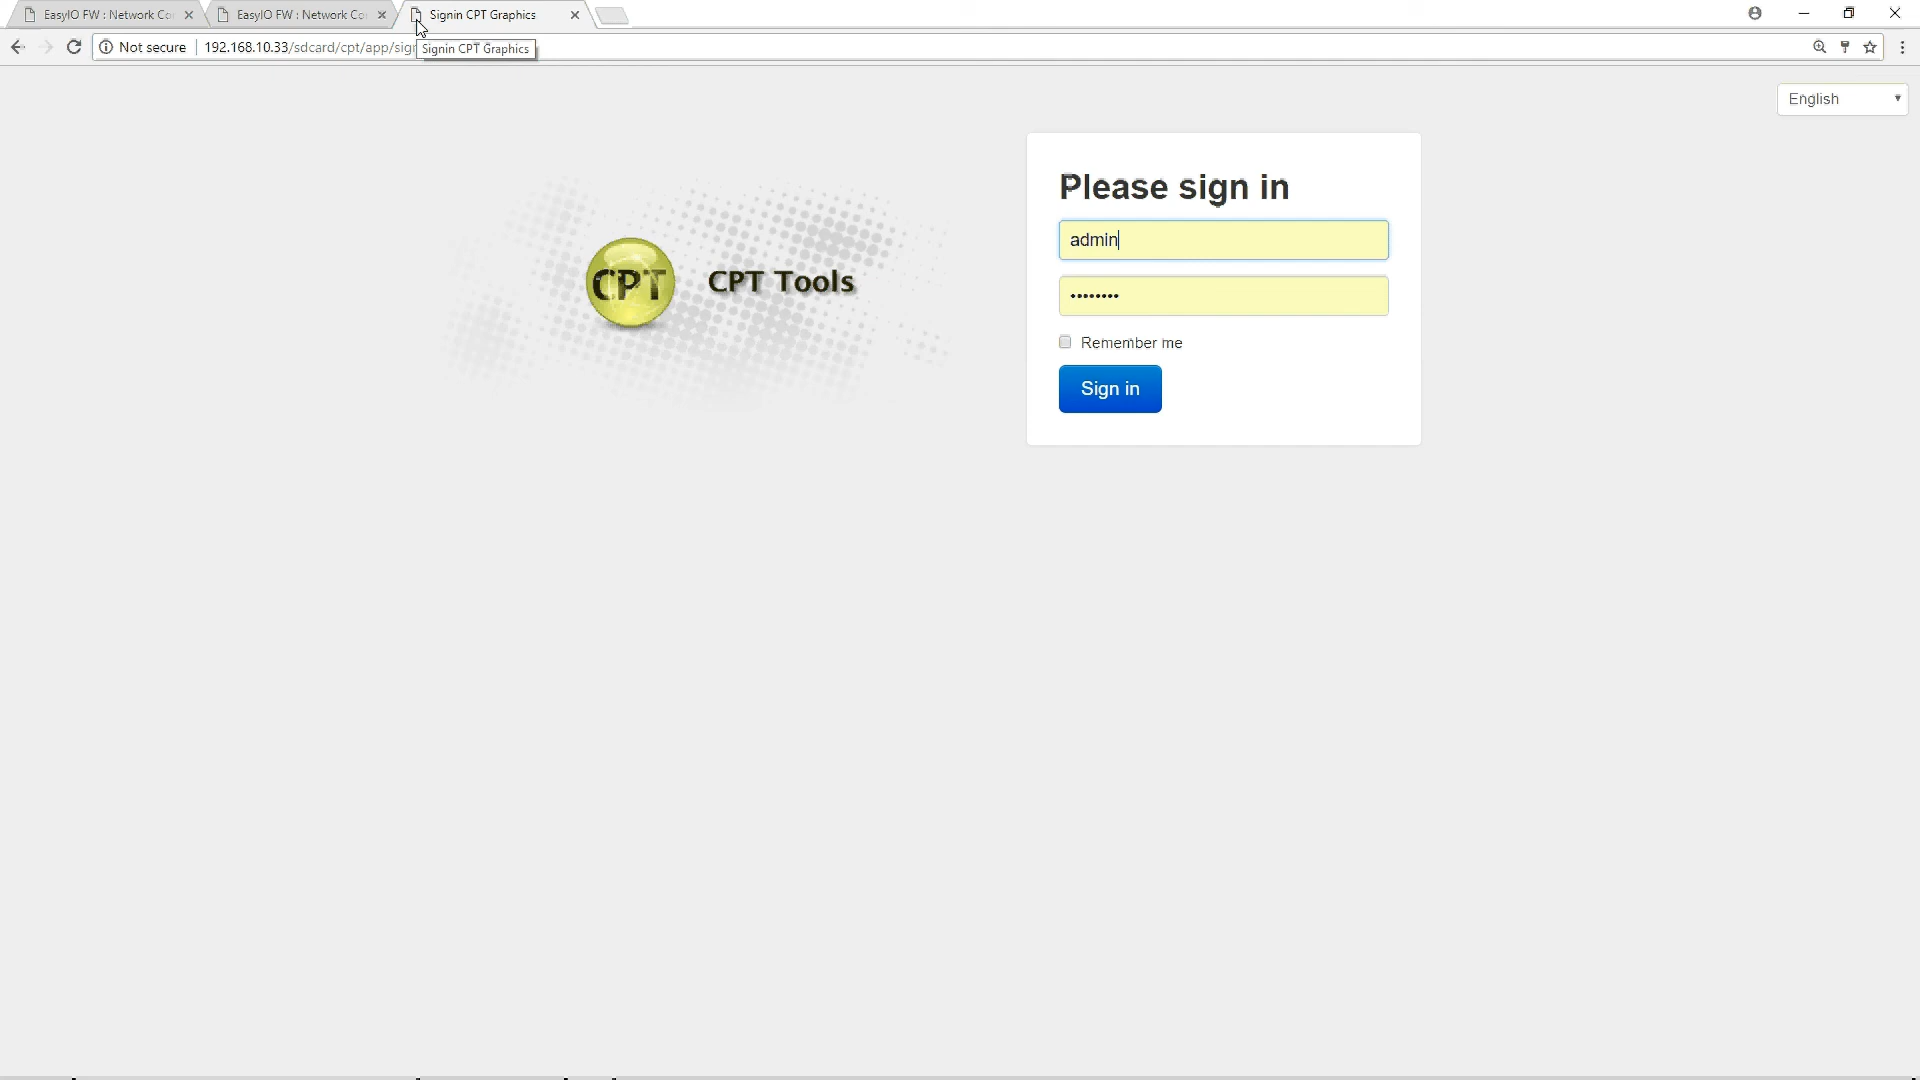 EasyIO FW : Network Co
EasyIO FW : Network Co
Signin CPT Graphics
Not secure
192.168.10.33/sdcard/cpt/app/sig
Signin CPT Graphics
English
Please sign in
admin
••••••••
CPT
CPT Tools
Remember me
Sign in